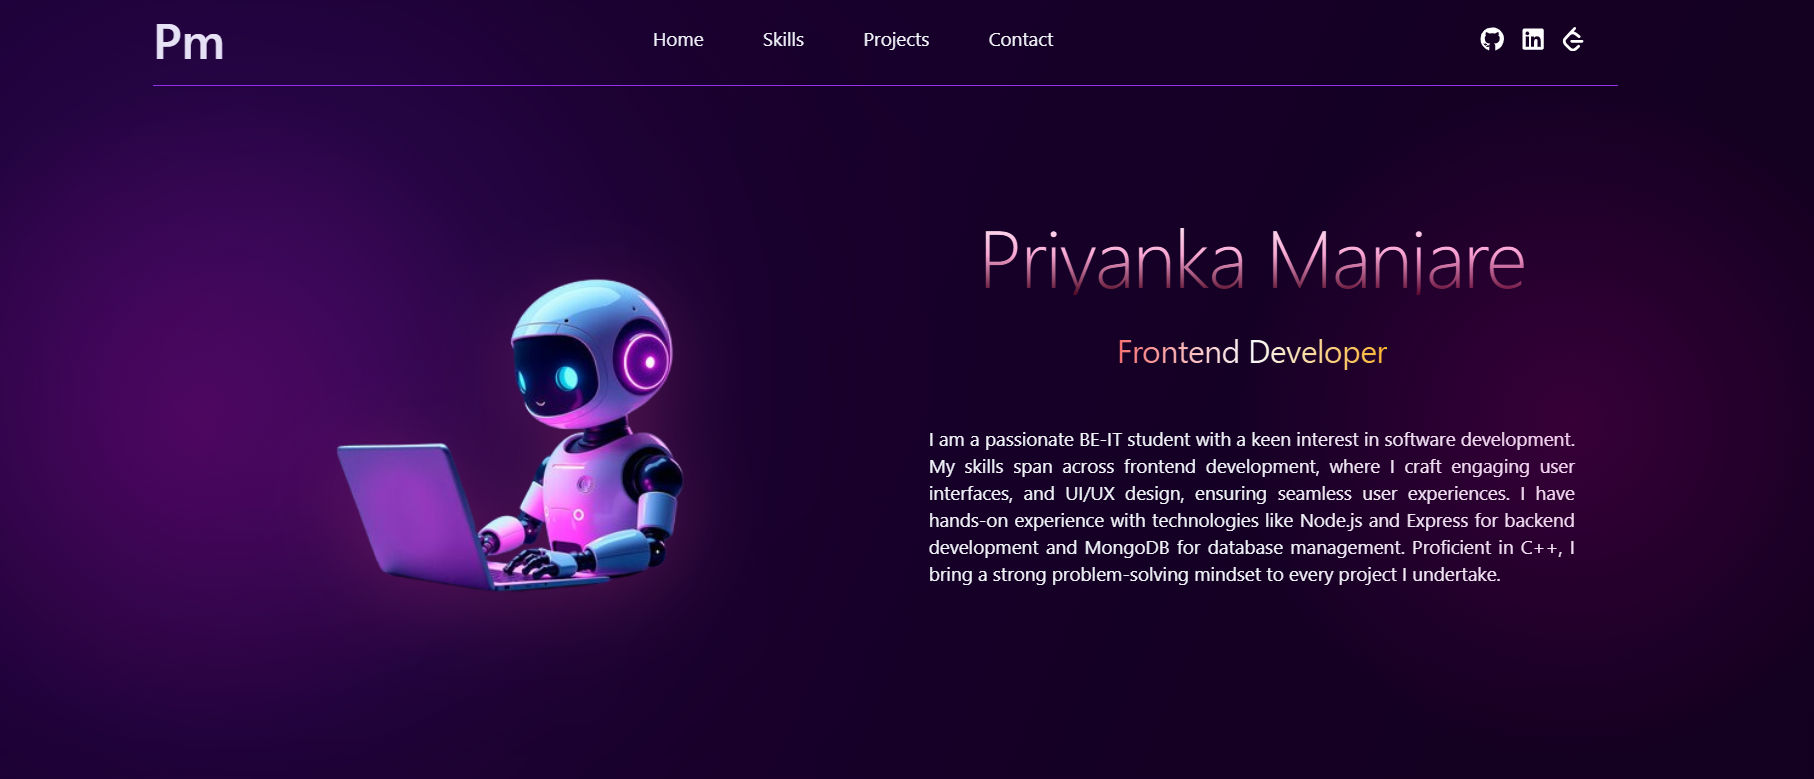 Pm
Home Skills Projects Contact
Priyanka Manjare
Frontend Developer
I am a passionate BE-IT student with a keen interest in software development.
My skills span across frontend development, where I craft engaging user
interfaces, and UI/UX design, ensuring seamless user experiences. I have
hands-on experience with technologies like Node.js and Express for backend
development and MongoDB for database management. Proficient in C++, I
bring a strong problem-solving mindset to every project I undertake.